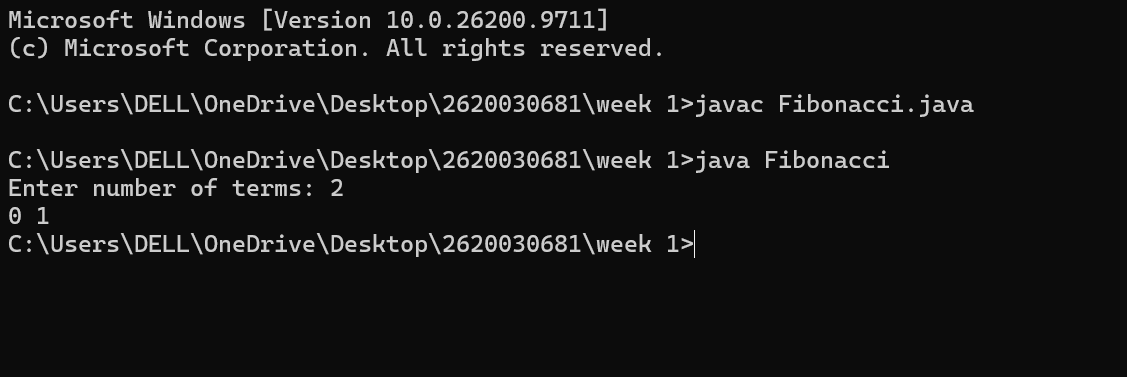 Microsoft Windows [Version 10.0.26200.9711]
(c) Microsoft Corporation. All rights reserved.
C:\Users\DELL\OneDrive\Desktop\2620030681\week 1>javac Fibonacci.java
C:\Users\DELL\OneDrive\Desktop\2620030681\week 1>java Fibonacci
Enter number of terms: 2
0 1
C:\Users\DELL\OneDrive\Desktop\2620030681\week 1>